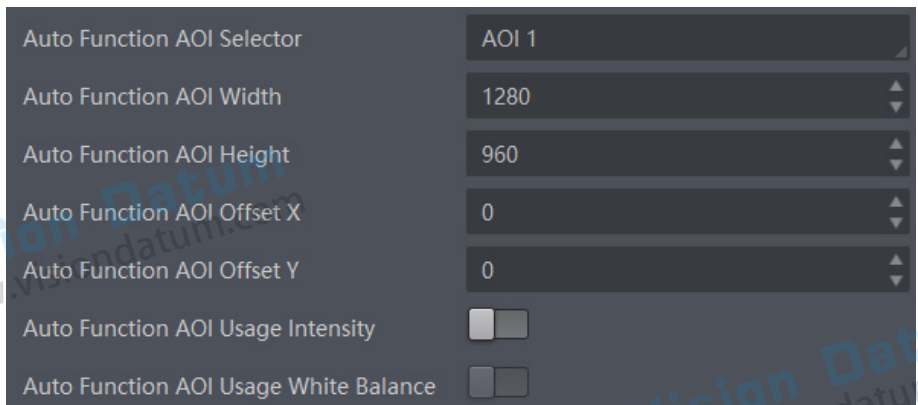 Auto Function AOI Selector AOI 1
Auto Function AOI Width 1280
Auto Function AOI Height 960
Auto Function AOI Offset X 0
Auto Function AOI Offset Y 0
Auto Function AOI Usage Intensity
Auto Function AOI Usage White Balance